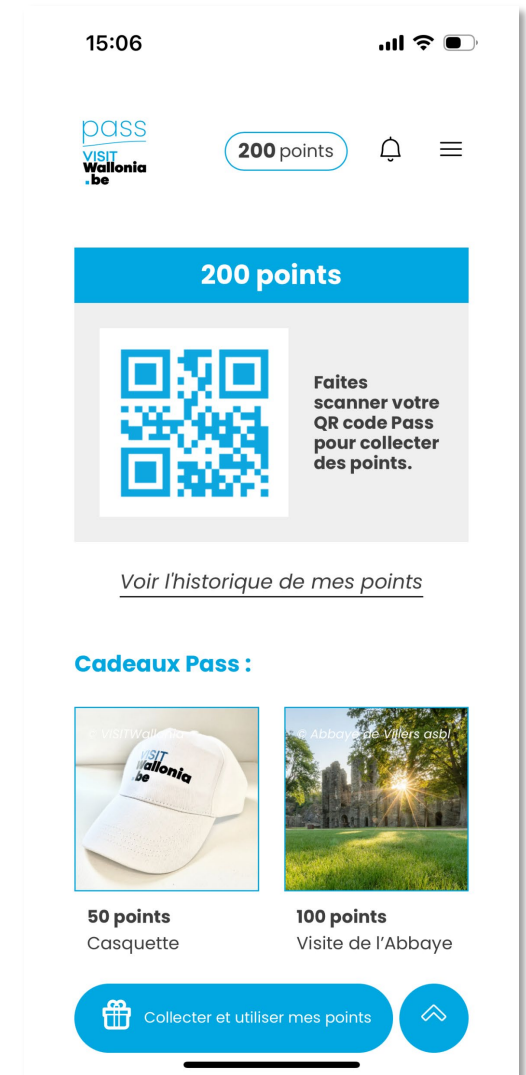 15:06
pass
VISIT
Wallonia
.be
200 points
200 points
Faites
scanner votre
QR code Pass
pour collecter
des points.
Voir l'historique de mes points
Cadeaux Pass :
© VISITWallonia
VISIT
Wallonia
.be
© Abbaye de Villers asbl
50 points
Casquette
100 points
Visite de l'Abbaye
Collecter et utiliser mes points